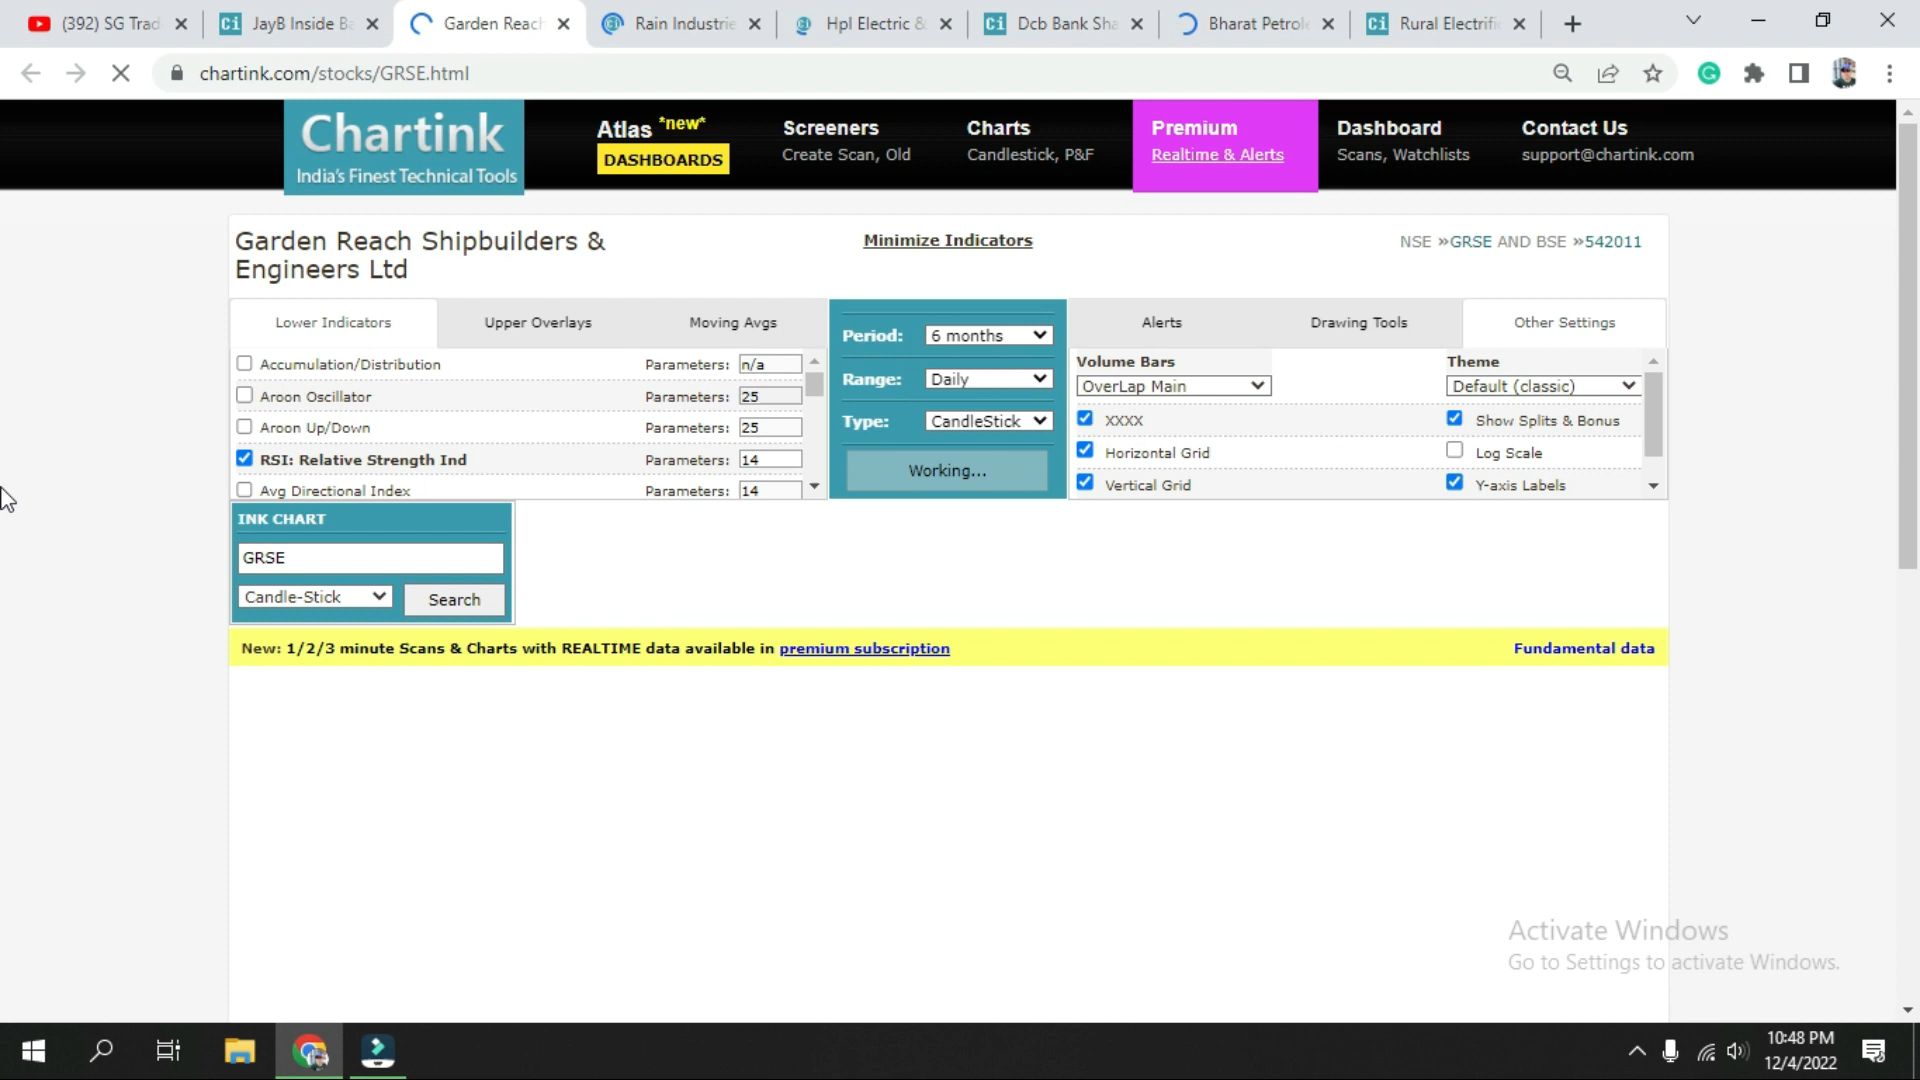 (392) SG Trad
JayB Inside Ba
Garden Reach
Rain Industrie
Hpl Electric &
Dcb Bank Sha
Bharat Petrole
Rural Electrifi
chartink.com/stocks/GRSE.html
Chartink
India's Finest Technical Tools
Atlas *new*
DASHBOARDS
Screeners
Create Scan, Old
Charts
Candlestick, P&F
Premium
Realtime & Alerts
Dashboard
Scans, Watchlists
Contact Us
support@chartink.com
Garden Reach Shipbuilders &
Engineers Ltd
Minimize Indicators
NSE »GRSE AND BSE »542011
Lower Indicators
Upper Overlays
Moving Avgs
Accumulation/Distribution Parameters: n/a
Aroon Oscillator Parameters: 25
Aroon Up/Down Parameters: 25
RSI: Relative Strength Ind Parameters: 14
Avg Directional Index Parameters: 14
Period: 6 months
Range: Daily
Type: CandleStick
Working...
Alerts
Drawing Tools
Other Settings
Volume Bars
OverLap Main
XXXX
Horizontal Grid
Vertical Grid
Theme
Default (classic)
Show Splits & Bonus
Log Scale
Y-axis Labels
INK CHART
GRSE
Candle-Stick
Search
New: 1/2/3 minute Scans & Charts with REALTIME data available in premium subscription
Fundamental data
Activate Windows
Go to Settings to activate Windows.
10:48 PM
12/4/2022